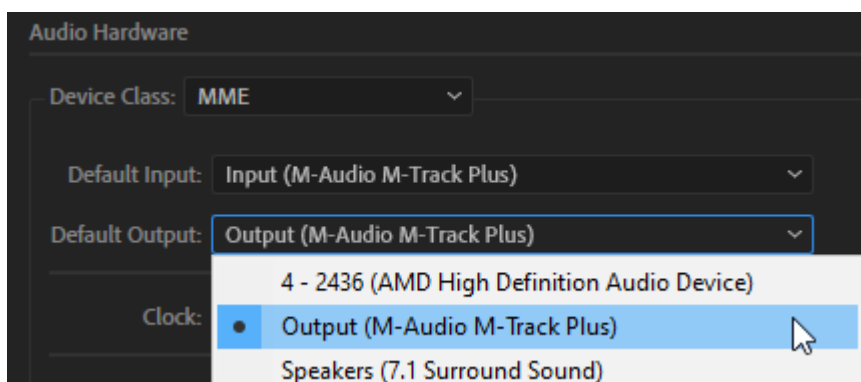 Audio Hardware
Device Class: MME
Default Input: Input (M-Audio M-Track Plus)
Default Output: Output (M-Audio M-Track Plus)
4 - 2436 (AMD High Definition Audio Device)
Clock: Output (M-Audio M-Track Plus)
Speakers (7.1 Surround Sound)